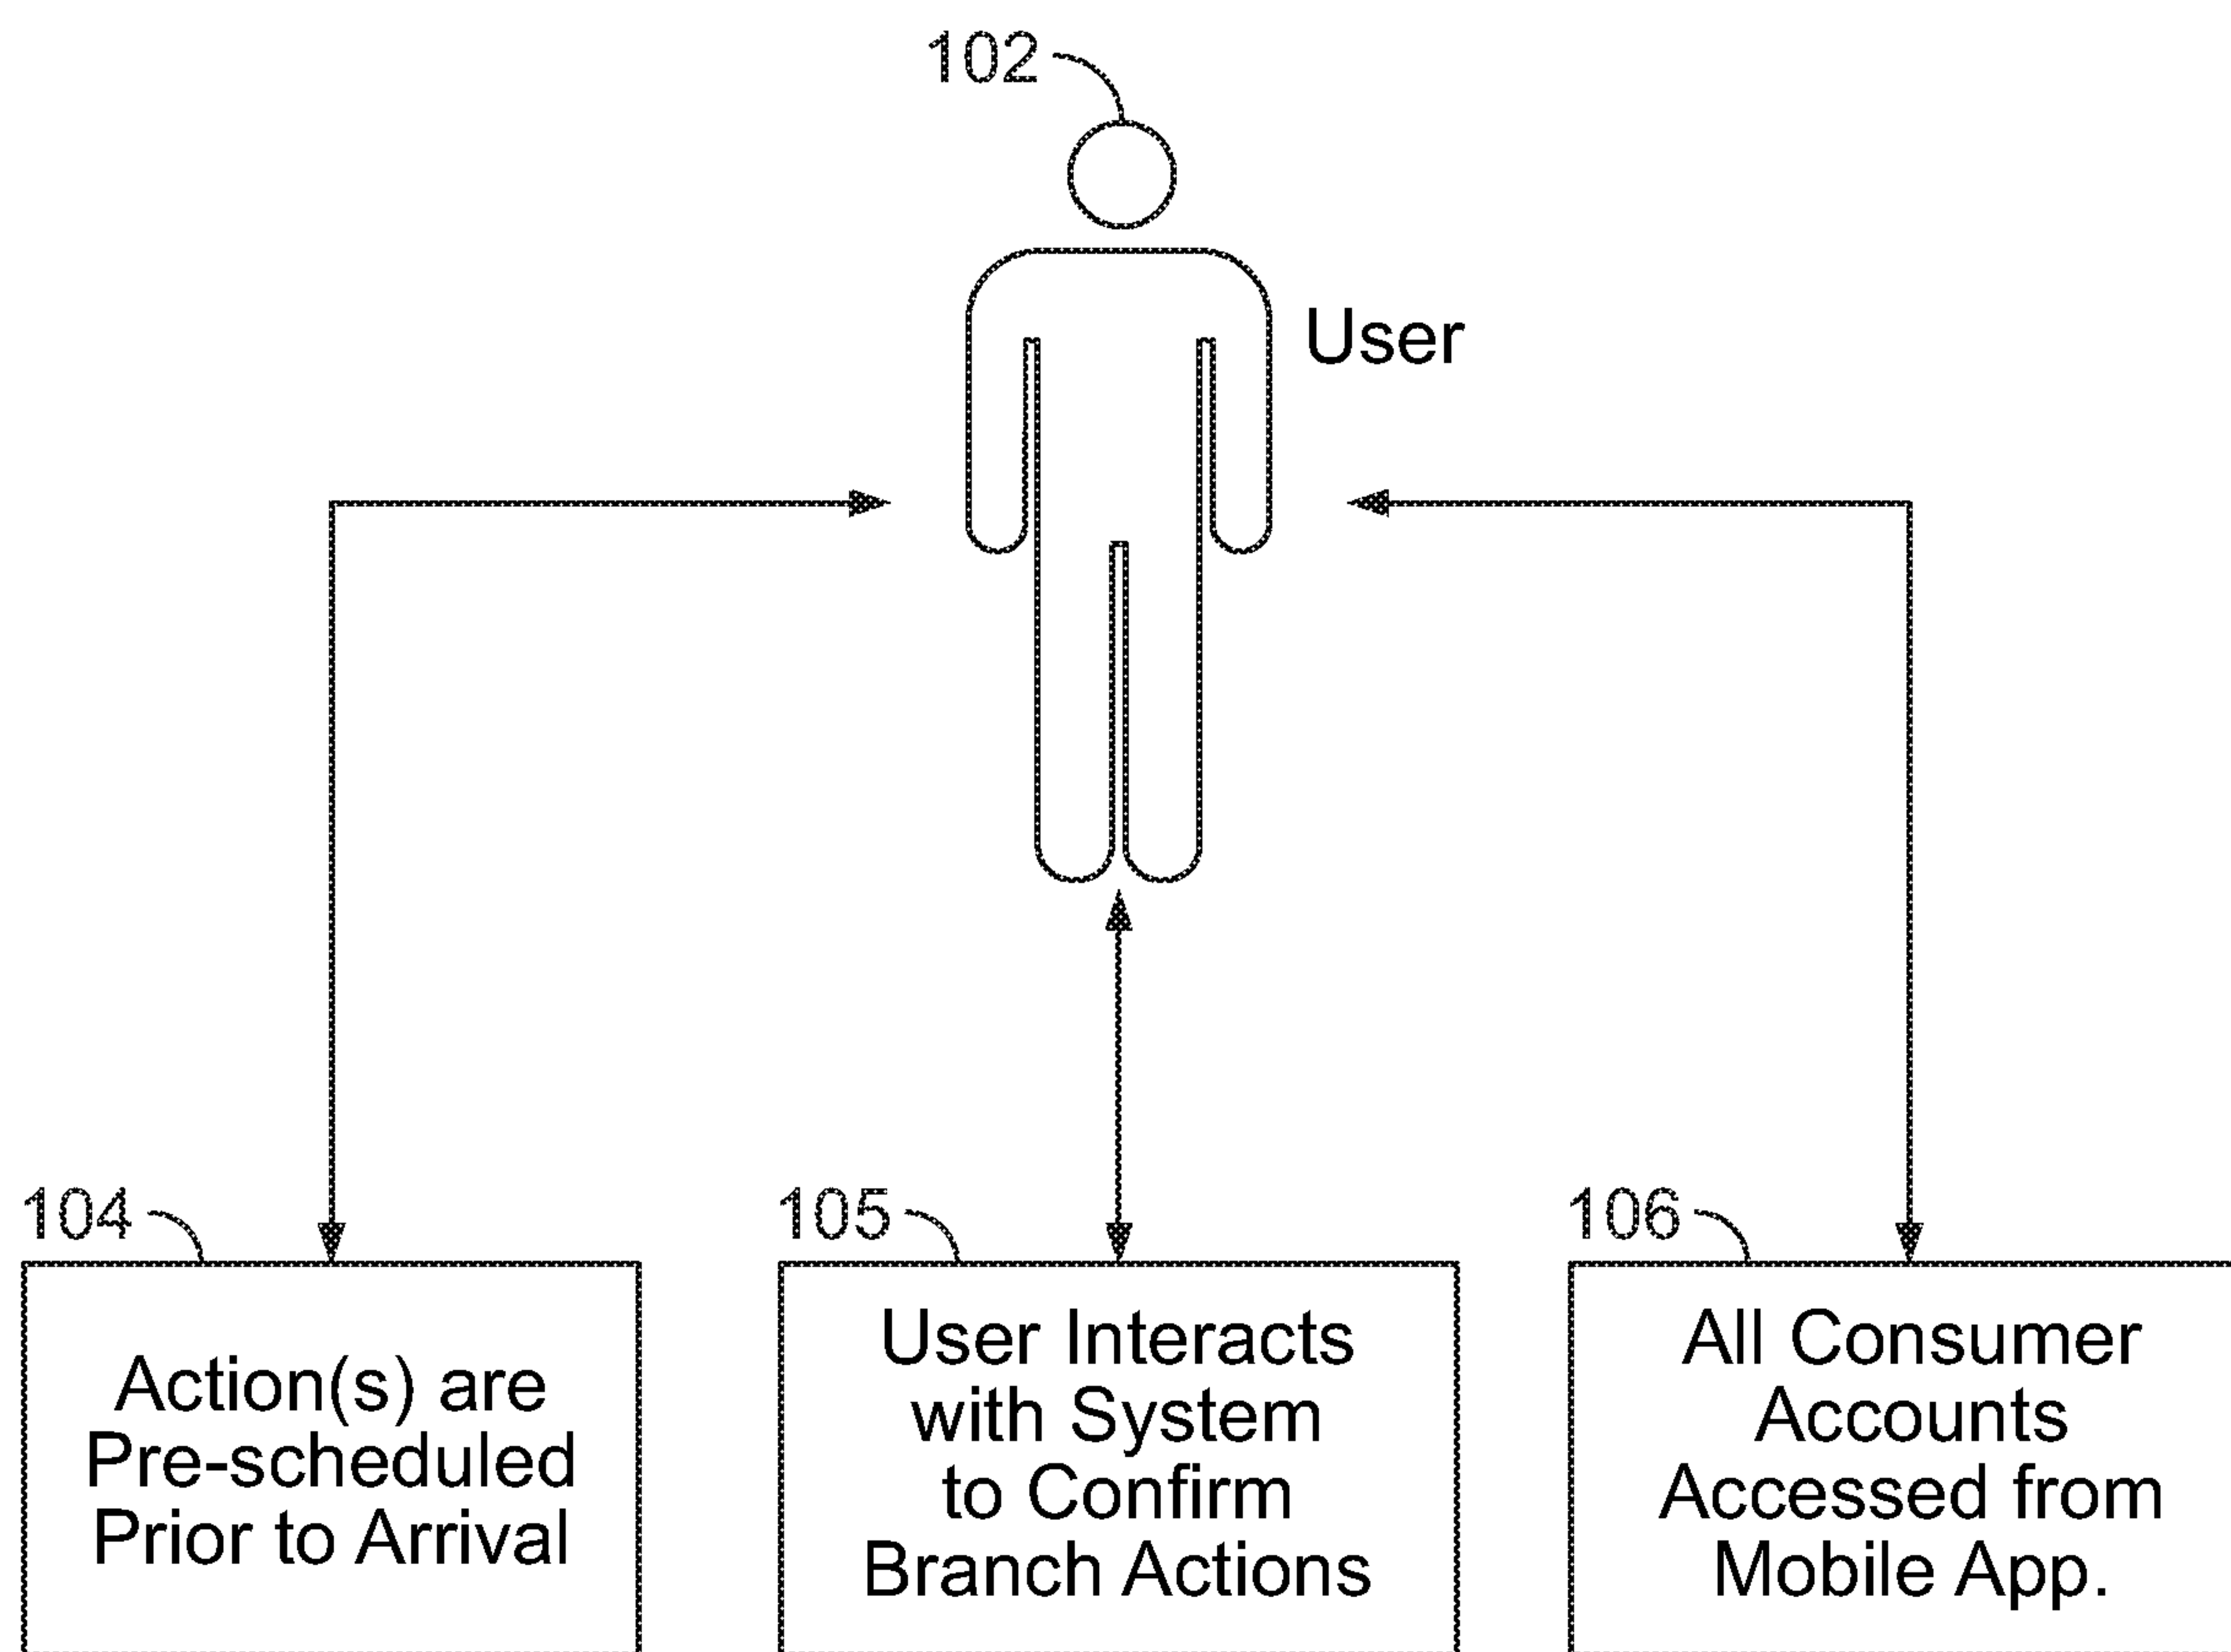 102
User
104
105
106
Action(s) are
Pre-scheduled
Prior to Arrival
User Interacts
with System
to Confirm
Branch Actions
All Consumer
Accounts
Accessed from
Mobile App.